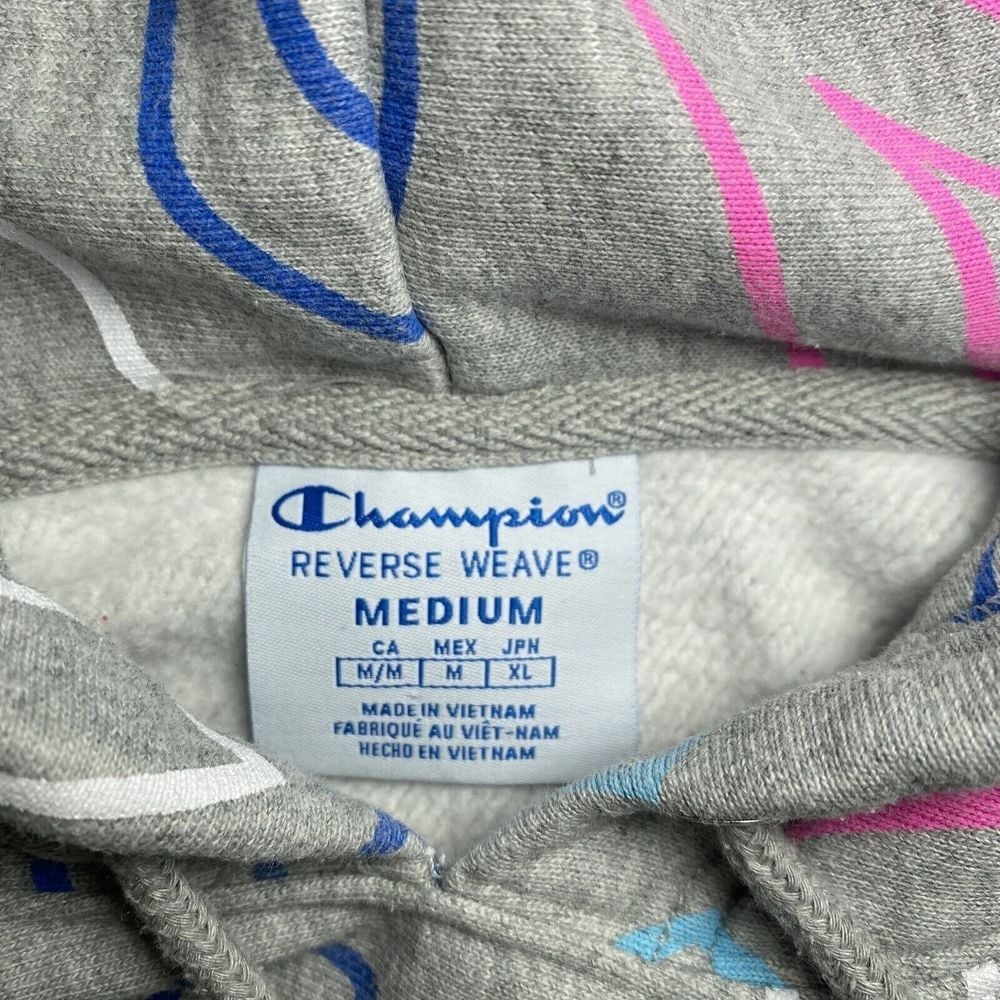 Champion®
REVERSE WEAVE®
MEDIUM
CA MEX JPN
M/M M XL
MADE IN VIETNAM
FABRIQUÉ AU VIÊT-NAM
HECHO EN VIETNAM